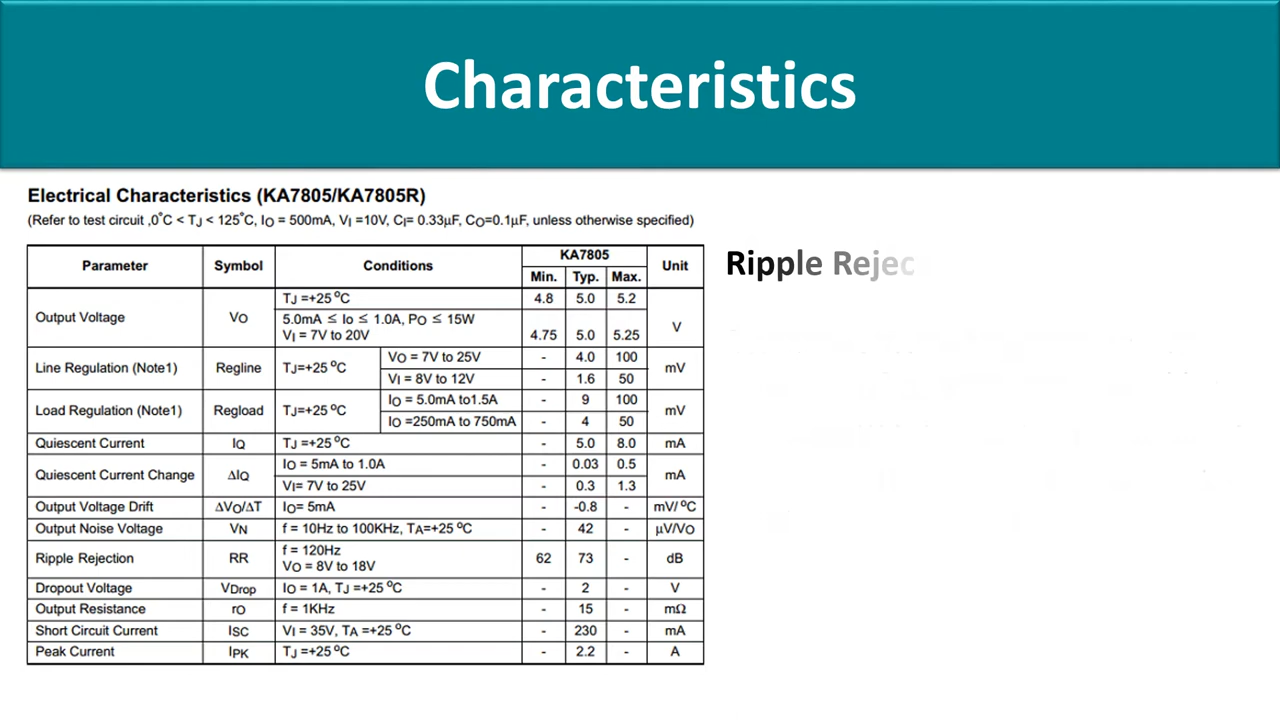 Characteristics
Electrical Characteristics (KA7805/KA7805R)
(Refer to test circuit ,0°C < TJ < 125°C, IO = 500mA, VI =10V, CI= 0.33µF, CO=0.1µF, unless otherwise specified)
Parameter Symbol Conditions KA7805 Unit
Min. Typ. Max.
Output Voltage VO TJ =+25 °C 4.8 5.0 5.2 V
5.0mA ≤ Io ≤ 1.0A, PO ≤ 15W
VI = 7V to 20V 4.75 5.0 5.25
Line Regulation (Note1) Regline TJ=+25 °C VO = 7V to 25V - 4.0 100 mV
VI = 8V to 12V - 1.6 50
Load Regulation (Note1) Regload TJ=+25 °C IO = 5.0mA to1.5A - 9 100 mV
IO =250mA to 750mA - 4 50
Quiescent Current IQ TJ =+25 °C - 5.0 8.0 mA
Quiescent Current Change ΔIQ IO = 5mA to 1.0A - 0.03 0.5 mA
VI= 7V to 25V - 0.3 1.3
Output Voltage Drift ΔVO/ΔT IO= 5mA - -0.8 - mV/ °C
Output Noise Voltage VN f = 10Hz to 100KHz, TA=+25 °C - 42 - µV/VO
Ripple Rejection RR f = 120Hz
VO = 8V to 18V 62 73 - dB
Dropout Voltage VDrop IO = 1A, TJ =+25 °C - 2 - V
Output Resistance rO f = 1KHz - 15 - mΩ
Short Circuit Current ISC VI = 35V, TA =+25 °C - 230 - mA
Peak Current IPK TJ =+25 °C - 2.2 - A
Ripple Rejec